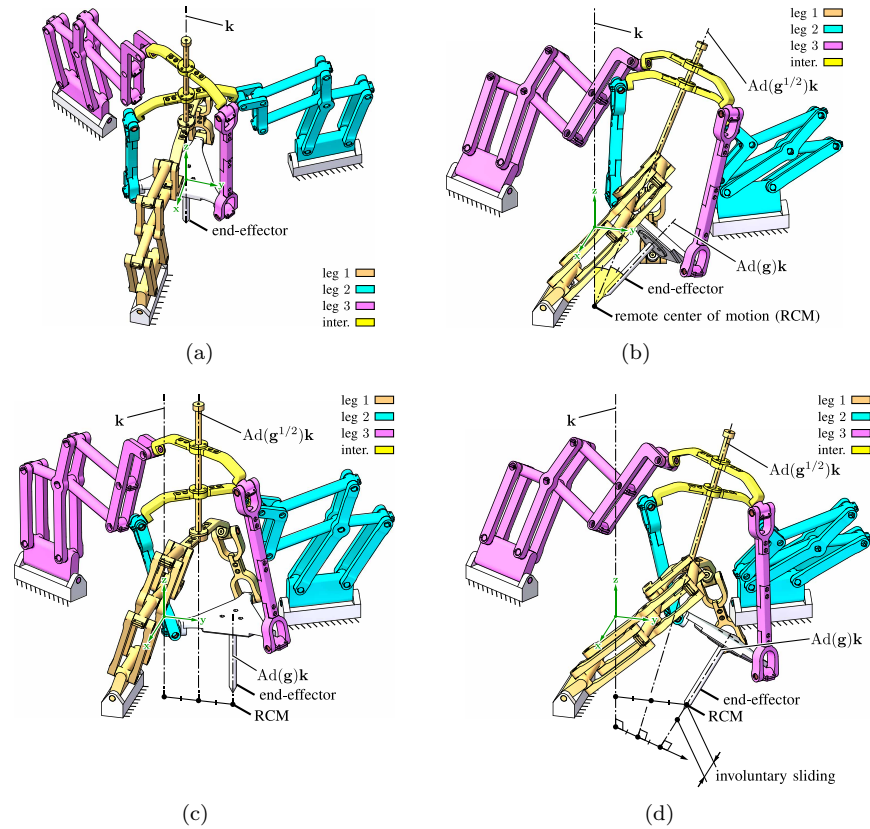 k
x
y
z
end-effector
leg 1
leg 2
leg 3
inter.
(a)
k
leg 1
leg 2
leg 3
inter.
Ad(g^{1/2})k
z
y
x
Ad(g)k
end-effector
remote center of motion (RCM)
(b)
k
leg 1
leg 2
leg 3
inter.
Ad(g^{1/2})k
z
y
x
Ad(g)k
end-effector
RCM
(c)
k
leg 1
leg 2
leg 3
inter.
Ad(g^{1/2})k
z
y
x
Ad(g)k
end-effector
RCM
involuntary sliding
(d)